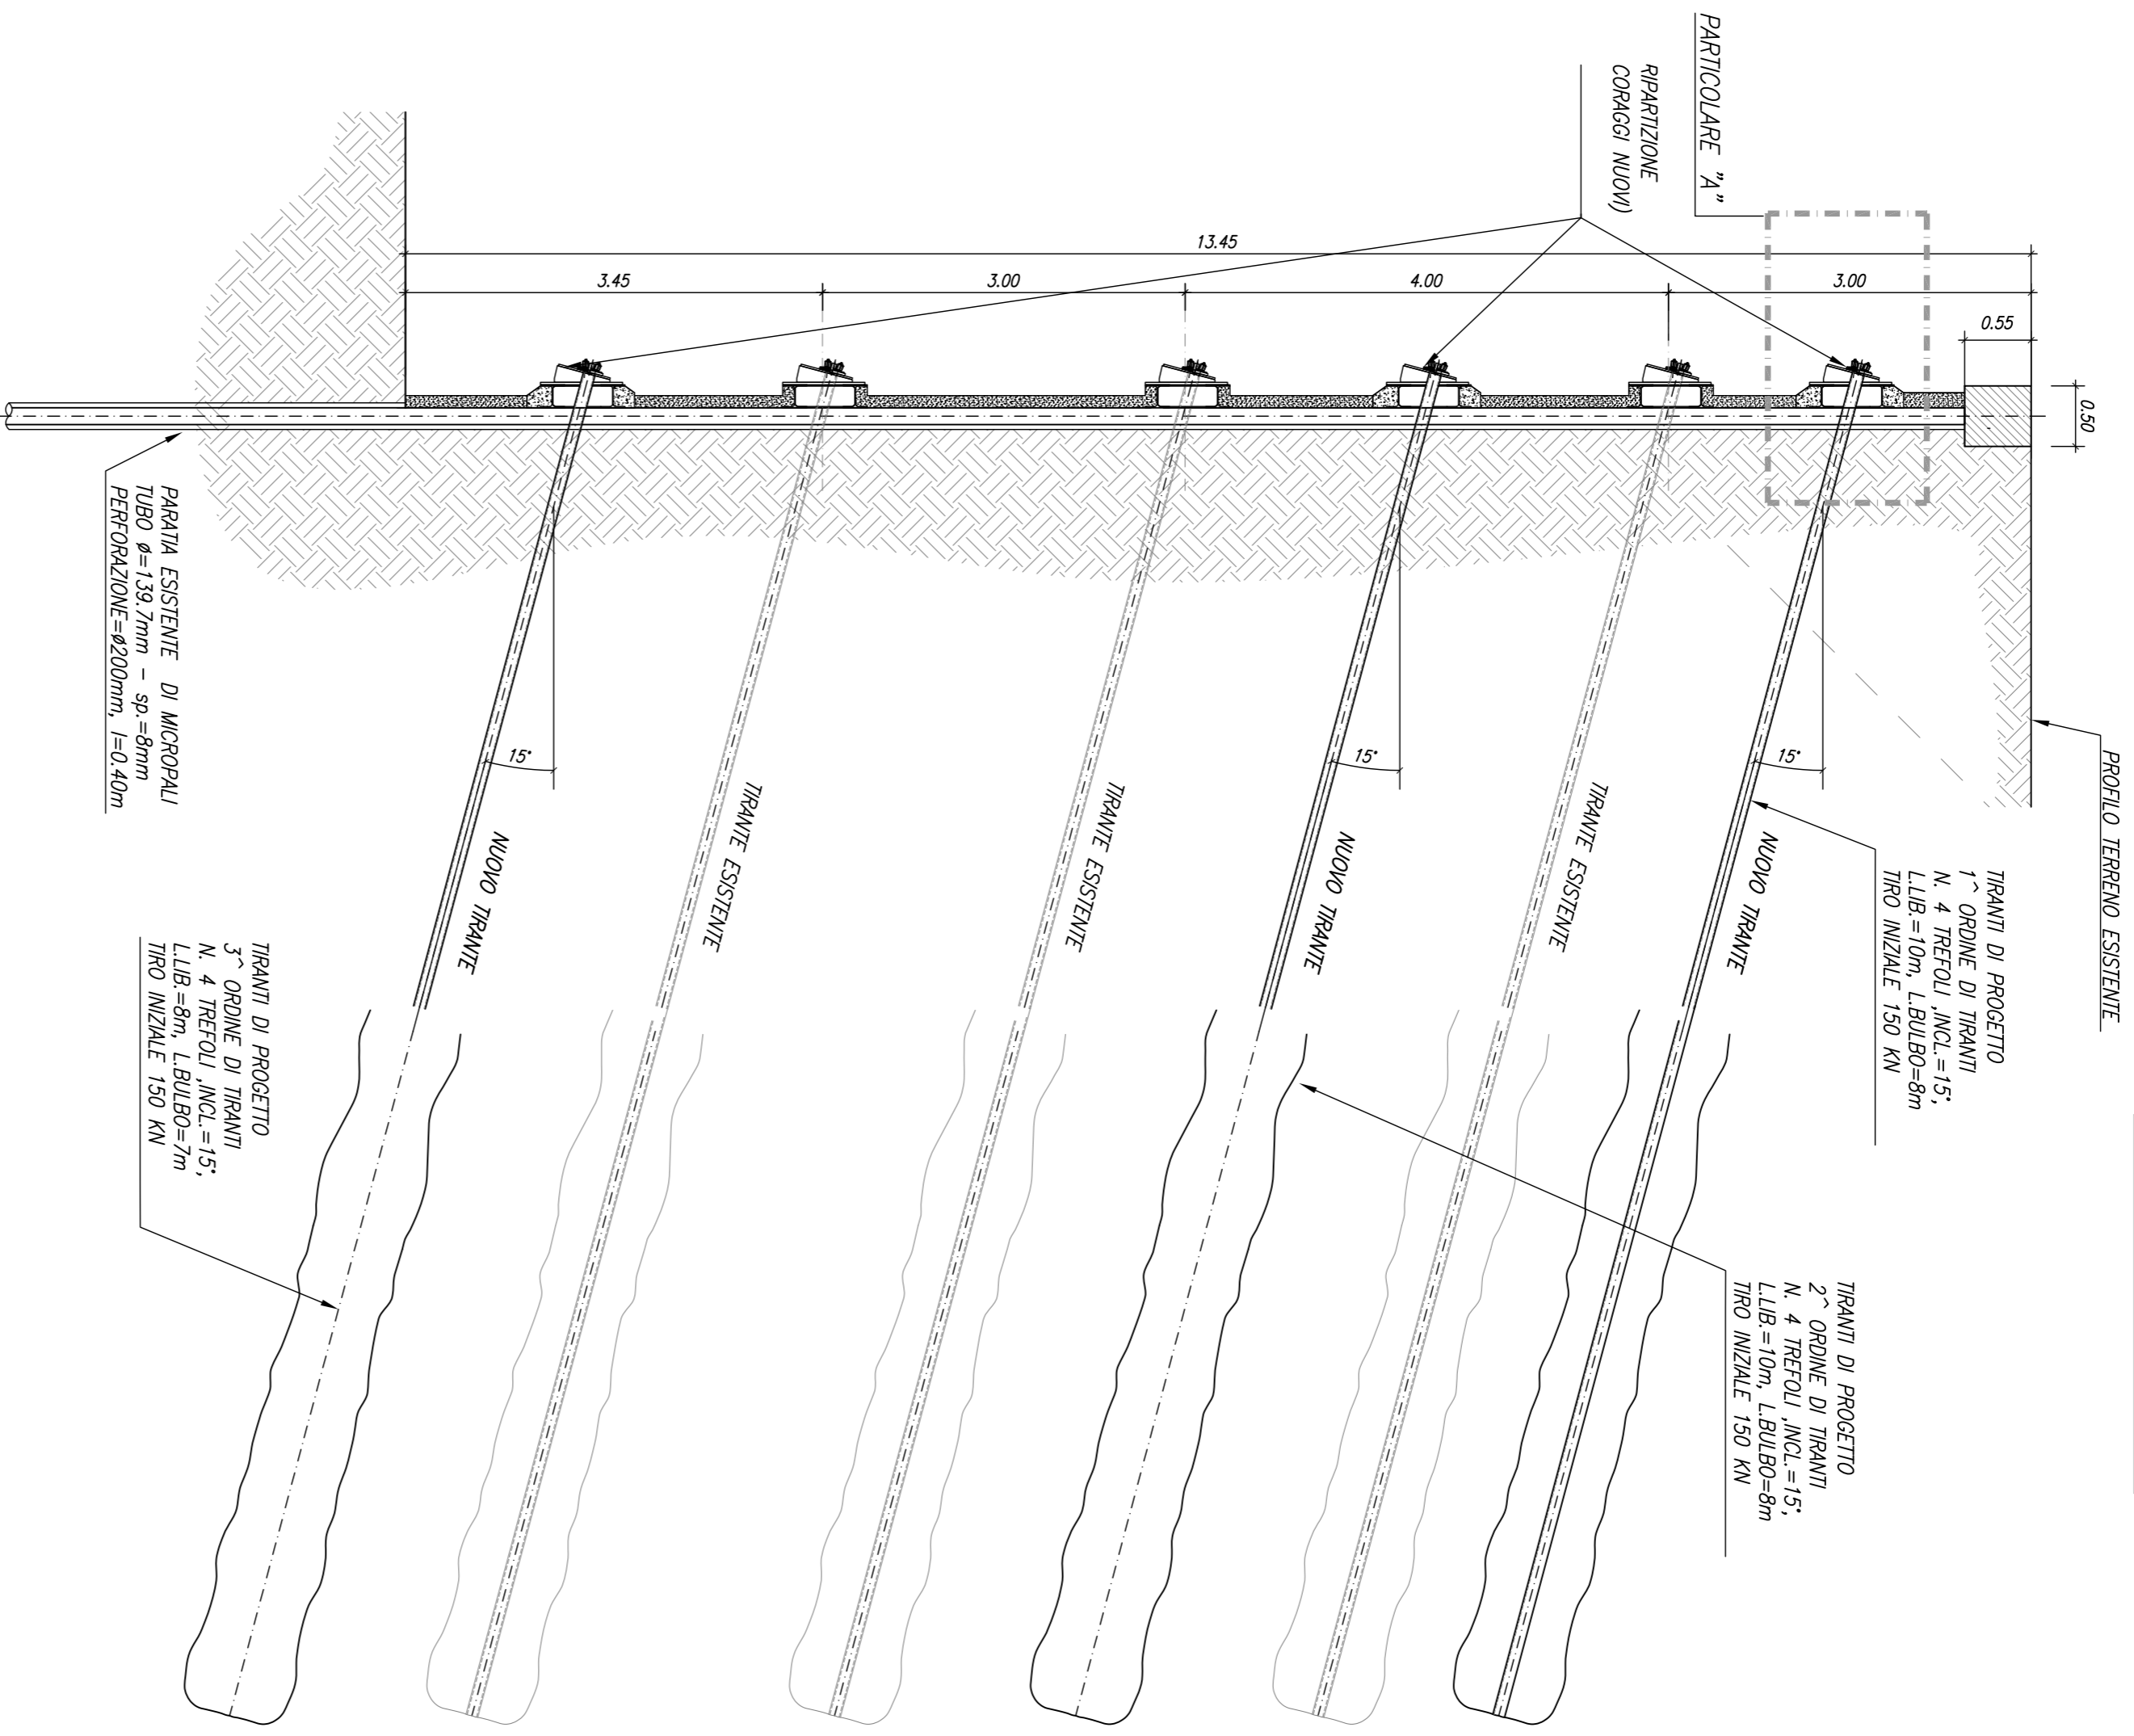 PROFILO TERRENO ESISTENTE
PARTICOLARE "A"
RIPARTIZIONE
CORAGGI NUOVI)
0.50
0.55
3.00
4.00
3.00
3.45
13.45
TIRANTI DI PROGETTO
1^ ORDINE DI TIRANTI
N. 4 TREFOLI ,INCL.=15°,
L.LIB.=10m, L.BULBO=8m
TIRO INIZIALE 150 KN
15°
NUOVO TIRANTE
TIRANTE ESISTENTE
TIRANTI DI PROGETTO
2^ ORDINE DI TIRANTI
N. 4 TREFOLI ,INCL.=15°,
L.LIB.=10m, L.BULBO=8m
TIRO INIZIALE 150 KN
15°
NUOVO TIRANTE
TIRANTE ESISTENTE
TIRANTE ESISTENTE
15°
NUOVO TIRANTE
TIRANTI DI PROGETTO
3^ ORDINE DI TIRANTI
N. 4 TREFOLI ,INCL.=15°,
L.LIB.=8m, L.BULBO=7m
TIRO INIZIALE 150 KN
PARATIA ESISTENTE DI MICROPALI
TUBO ø=139.7mm - sp.=8mm
PERFORAZIONE=ø200mm, I=0.40m